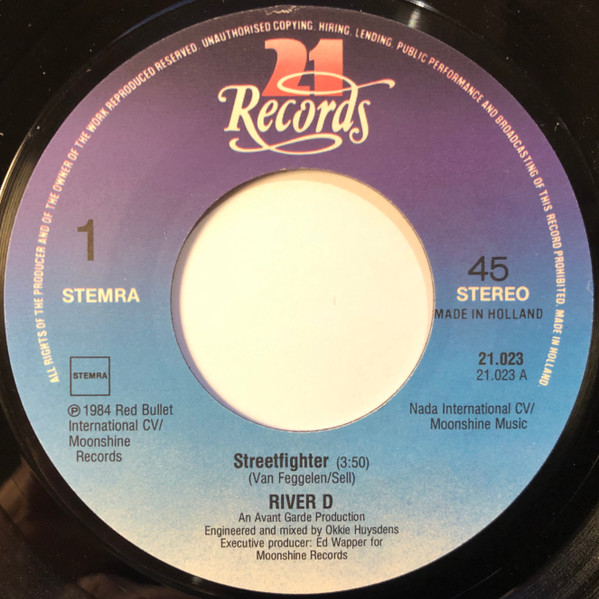 ALL RIGHTS OF THE PRODUCER AND OF THE OWNER OF THE WORK REPRODUCED RESERVED. UNAUTHORISED COPYING, HIRING, LENDING, PUBLIC PERFORMANCE AND BROADCASTING OF THIS RECORD PROHIBITED. MADE IN HOLLAND.
21
Records
1
STEMRA
45
STEREO
MADE IN HOLLAND
STEMRA
21.023
21.023 A
℗ 1984 Red Bullet
International CV/
Moonshine
Records
Nada International CV/
Moonshine Music
Streetfighter (3:50)
(Van Feggelen/Sell)
RIVER D
An Avant Garde Production
Engineered and mixed by Okkie Huysdens
Executive producer: Ed Wapper for
Moonshine Records